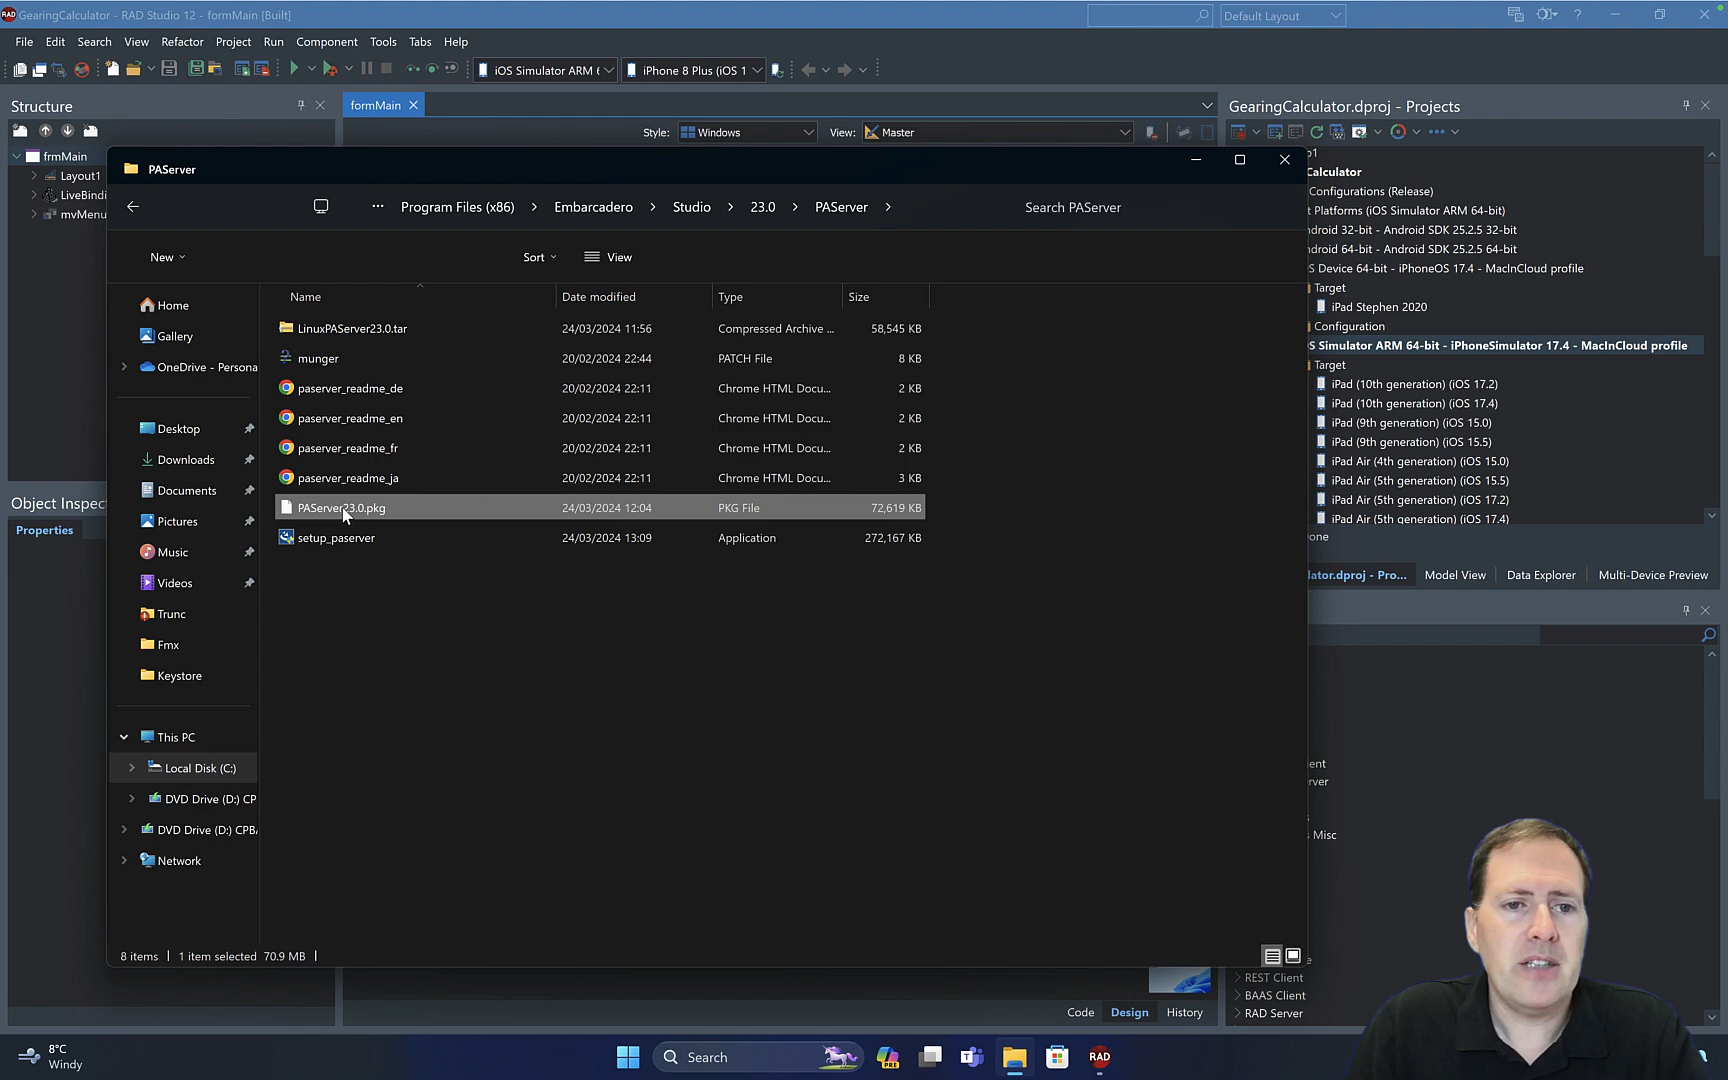 GearingCalculator - RAD Studio 12 - formMain [Built]
Default Layout
File Edit Search View Refactor Project Run Component Tools Tabs Help
iOS Simulator ARM 6
iPhone 8 Plus (iOS 1
Structure
formMain
GearingCalculator.dproj - Projects
Style: Windows View: Master
frmMain
Layout1
LiveBindi
mvMenu
Object Inspect
Properties
PAServer
Program Files (x86) > Embarcadero > Studio > 23.0 > PAServer >
Search PAServer
New Sort View
Home
Gallery
OneDrive - Persona
Desktop
Downloads
Documents
Pictures
Music
Videos
Trunc
Fmx
Keystore
This PC
Local Disk (C:)
DVD Drive (D:) CP
DVD Drive (D:) CPBA
Network
Name Date modified Type Size
LinuxPAServer23.0.tar 24/03/2024 11:56 Compressed Archive ... 58,545 KB
munger 20/02/2024 22:44 PATCH File 8 KB
paserver_readme_de 20/02/2024 22:11 Chrome HTML Docu... 2 KB
paserver_readme_en 20/02/2024 22:11 Chrome HTML Docu... 2 KB
paserver_readme_fr 20/02/2024 22:11 Chrome HTML Docu... 2 KB
paserver_readme_ja 20/02/2024 22:11 Chrome HTML Docu... 3 KB
PAServer23.0.pkg 24/03/2024 12:04 PKG File 72,619 KB
setup_paserver 24/03/2024 13:09 Application 272,167 KB
8 items 1 item selected 70.9 MB
p1
Calculator
Configurations (Release)
t Platforms (iOS Simulator ARM 64-bit)
ndroid 32-bit - Android SDK 25.2.5 32-bit
ndroid 64-bit - Android SDK 25.2.5 64-bit
S Device 64-bit - iPhoneOS 17.4 - MacInCloud profile
Target
iPad Stephen 2020
Configuration
S Simulator ARM 64-bit - iPhoneSimulator 17.4 - MacInCloud profile
Target
iPad (10th generation) (iOS 17.2)
iPad (10th generation) (iOS 17.4)
iPad (9th generation) (iOS 15.0)
iPad (9th generation) (iOS 15.5)
iPad Air (4th generation) (iOS 15.0)
iPad Air (5th generation) (iOS 15.5)
iPad Air (5th generation) (iOS 17.2)
iPad Air (5th generation) (iOS 17.4)
one
lator.dproj - Pro... Model View Data Explorer Multi-Device Preview
ent
rver
s
s Misc
e
REST Client
BAAS Client
RAD Server
Code Design History
8°C
Windy
Search
PRE
RAD